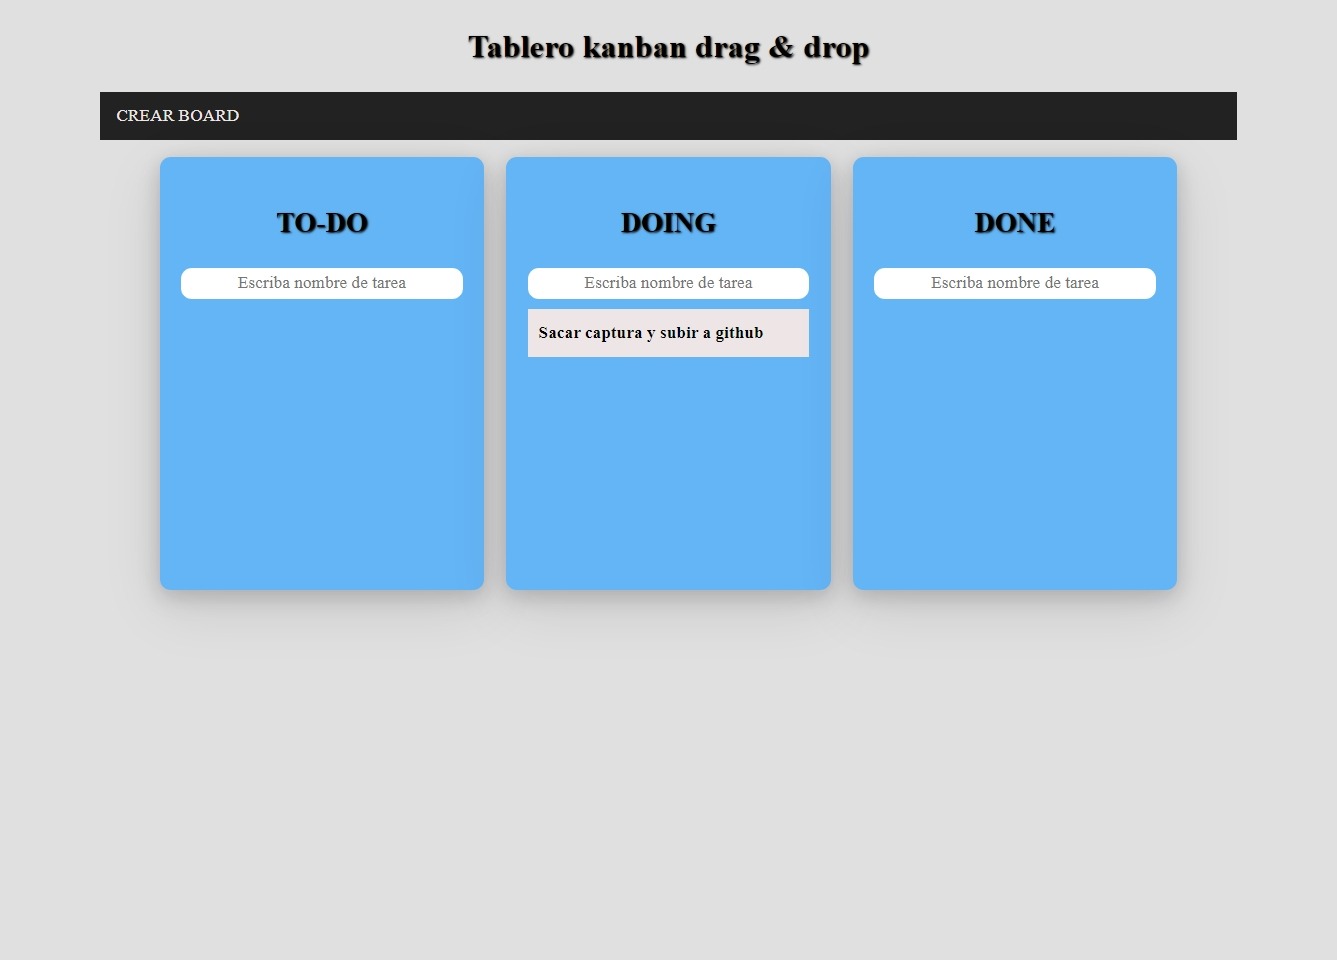 Tablero kanban drag & drop
CREAR BOARD
TO-DO
Escriba nombre de tarea
DOING
Escriba nombre de tarea
Sacar captura y subir a github
DONE
Escriba nombre de tarea